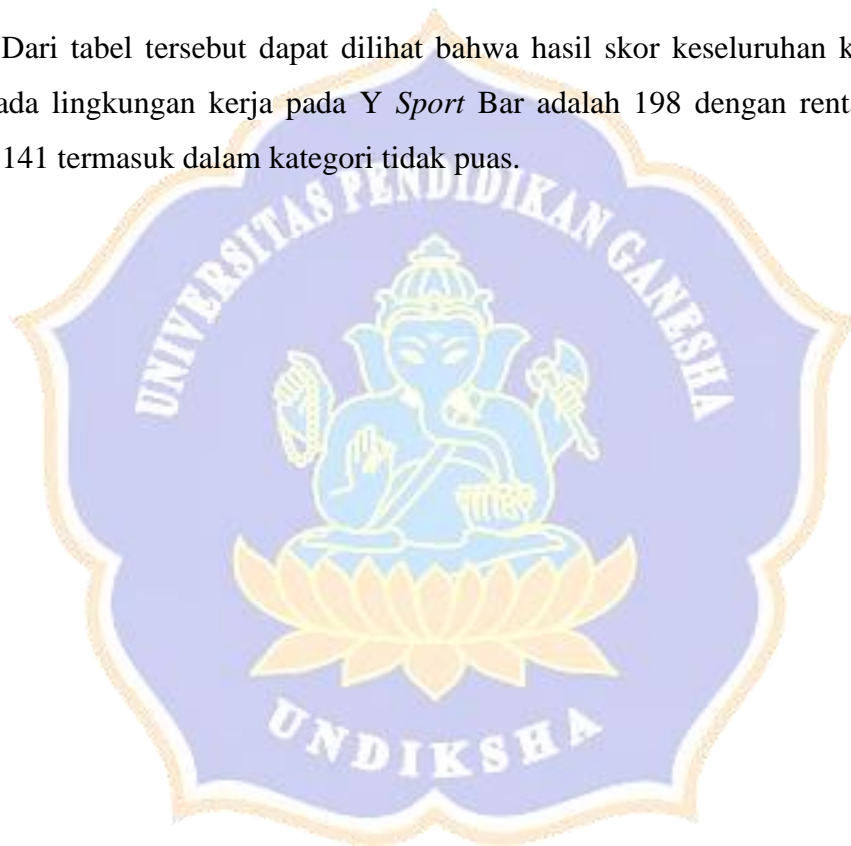 Dari tabel tersebut dapat dilihat bahwa hasil skor keseluruhan k
ada lingkungan kerja pada Y Sport Bar adalah 198 dengan rent
141 termasuk dalam kategori tidak puas.
UNIVERSITAS PENDIDIKAN GANESHA
UNDIKSHA